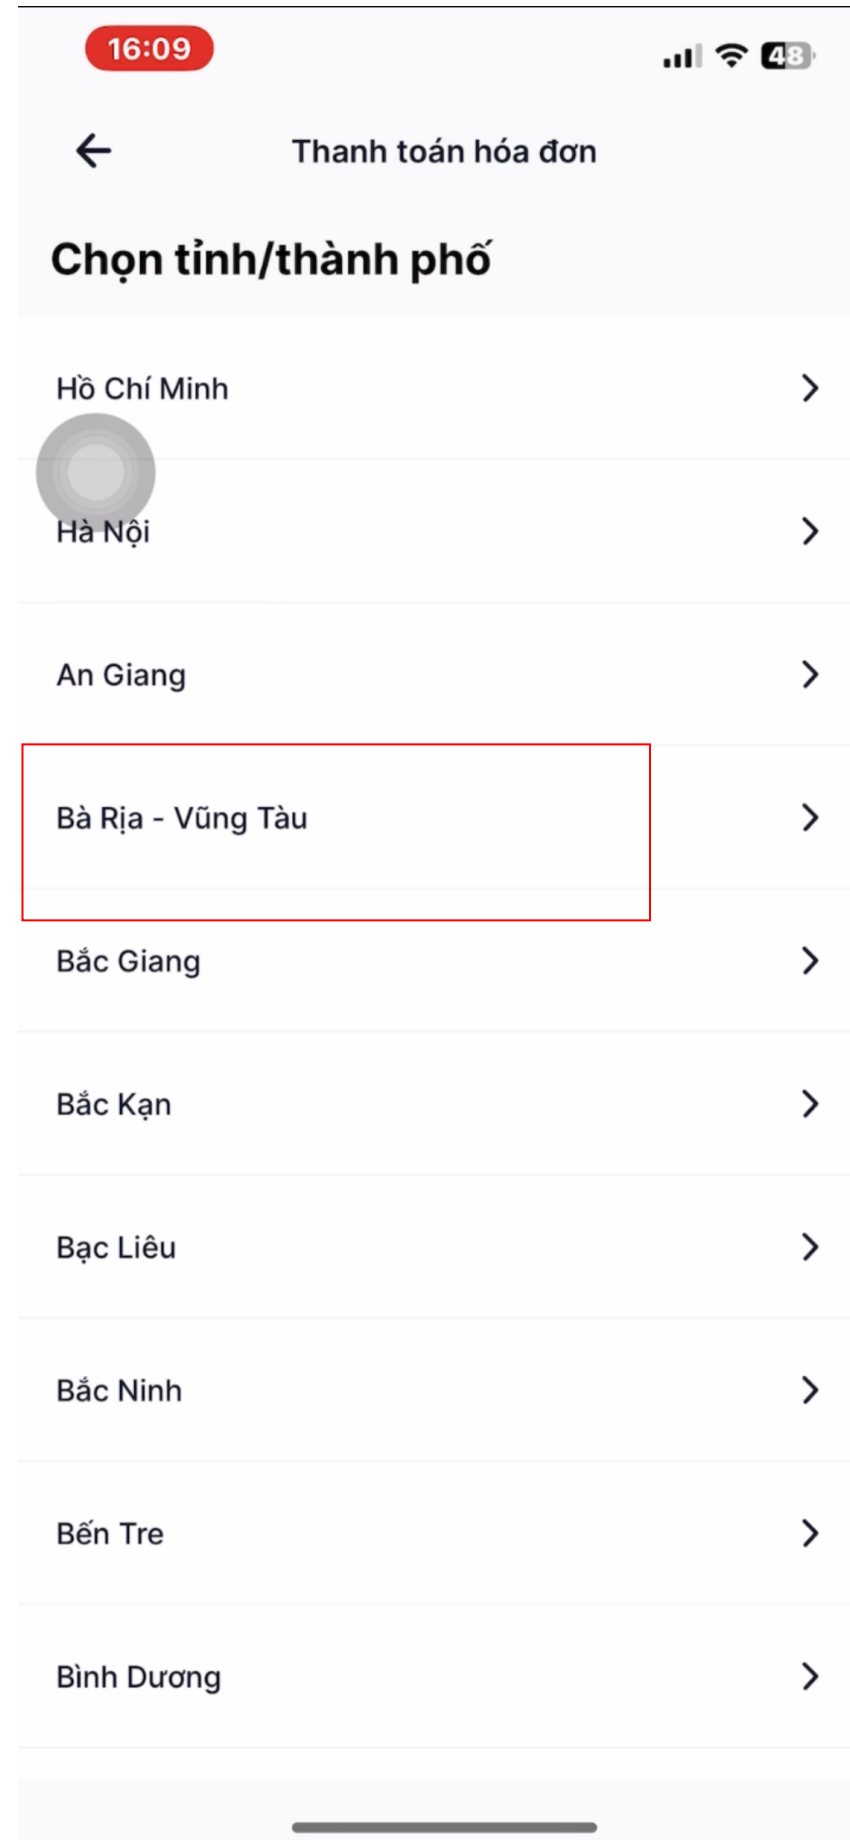 16:09
48
Thanh toán hóa đơn
Chọn tỉnh/thành phố
Hồ Chí Minh
Hà Nội
An Giang
Bà Rịa - Vũng Tàu
Bắc Giang
Bắc Kạn
Bạc Liêu
Bắc Ninh
Bến Tre
Bình Dương